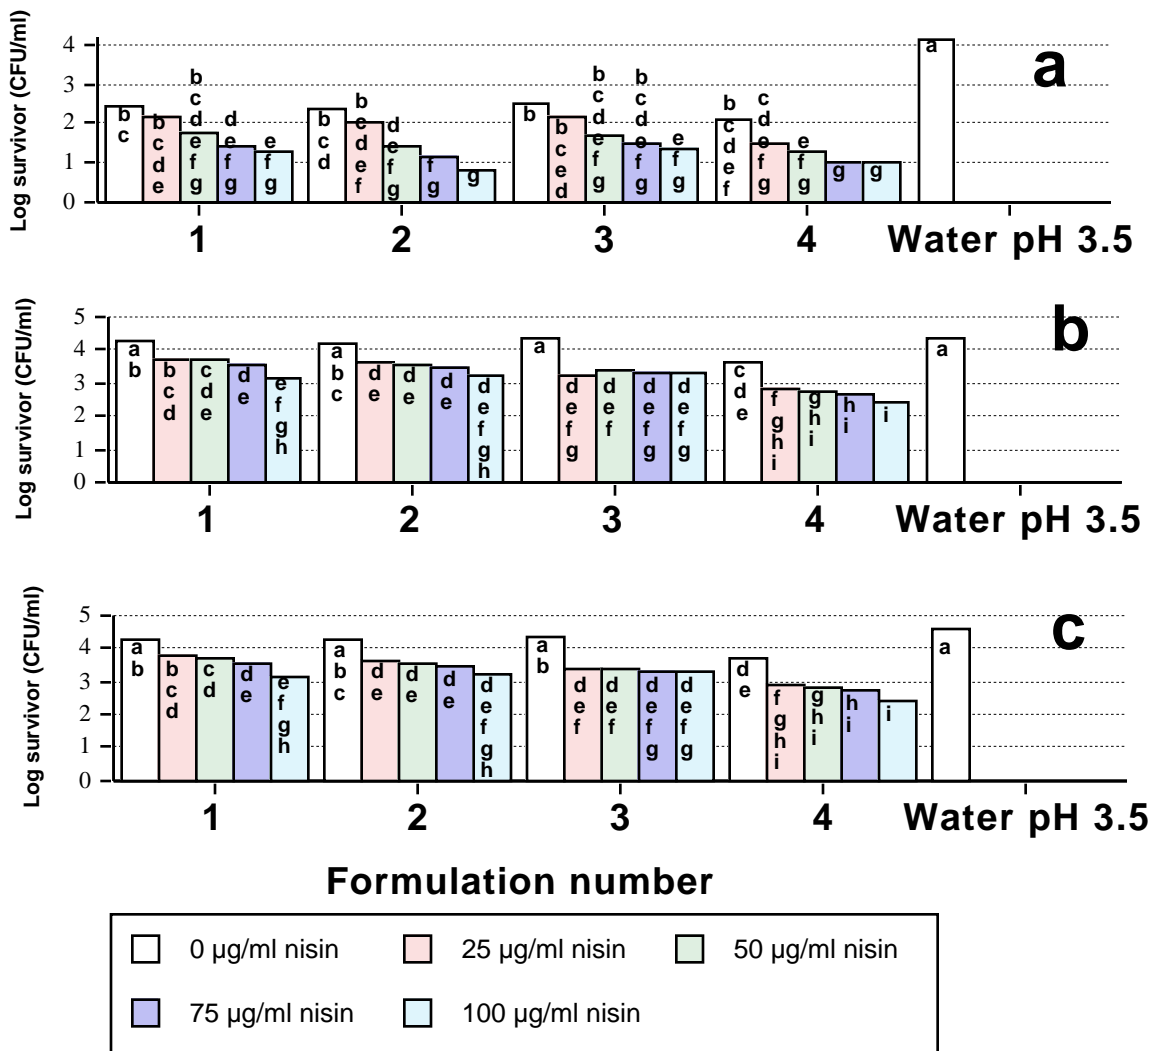 Log survivor (CFU/ml)
4
3
2
1
0
a
b
c
b
c
d
e
b
c
d
e
f
g
d
e
f
g
e
f
g
b
c
d
b
c
d
e
f
d
e
f
g
f
g
g
b
b
c
e
d
b
c
d
e
f
g
b
c
d
e
f
g
e
f
g
b
c
d
e
f
c
d
e
f
g
e
f
g
g
g
a
1 2 3 4 Water pH 3.5
Log survivor (CFU/ml)
5
4
3
2
1
0
b
a
b
b
c
d
c
d
e
d
e
e
f
g
h
a
b
c
d
e
d
e
d
e
d
e
f
g
h
a
d
e
f
g
d
e
f
d
e
f
g
d
e
f
g
c
d
e
f
g
h
i
g
h
i
h
i
i
a
1 2 3 4 Water pH 3.5
Log survivor (CFU/ml)
5
4
3
2
1
0
c
a
b
b
c
d
c
d
d
e
e
f
g
h
a
b
c
d
e
d
e
d
e
d
e
f
g
h
a
b
d
e
f
d
e
f
d
e
f
g
d
e
f
g
d
e
f
g
h
i
g
h
i
h
i
i
a
1 2 3 4 Water pH 3.5
Formulation number
0 µg/ml nisin 25 µg/ml nisin 50 µg/ml nisin
75 µg/ml nisin 100 µg/ml nisin